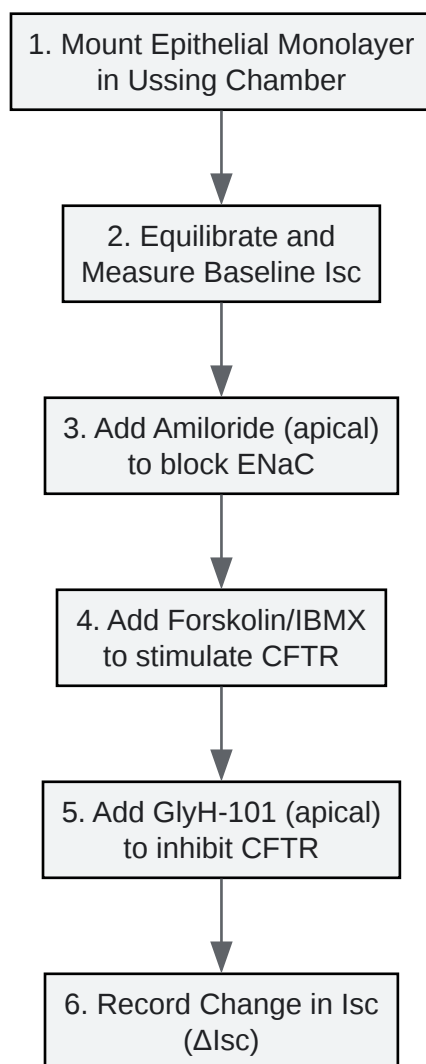 1. Mount Epithelial Monolayer
in Ussing Chamber
2. Equilibrate and
Measure Baseline Isc
3. Add Amiloride (apical)
to block ENaC
4. Add Forskolin/IBMX
to stimulate CFTR
5. Add GlyH-101 (apical)
to inhibit CFTR
6. Record Change in Isc
(ΔIsc)